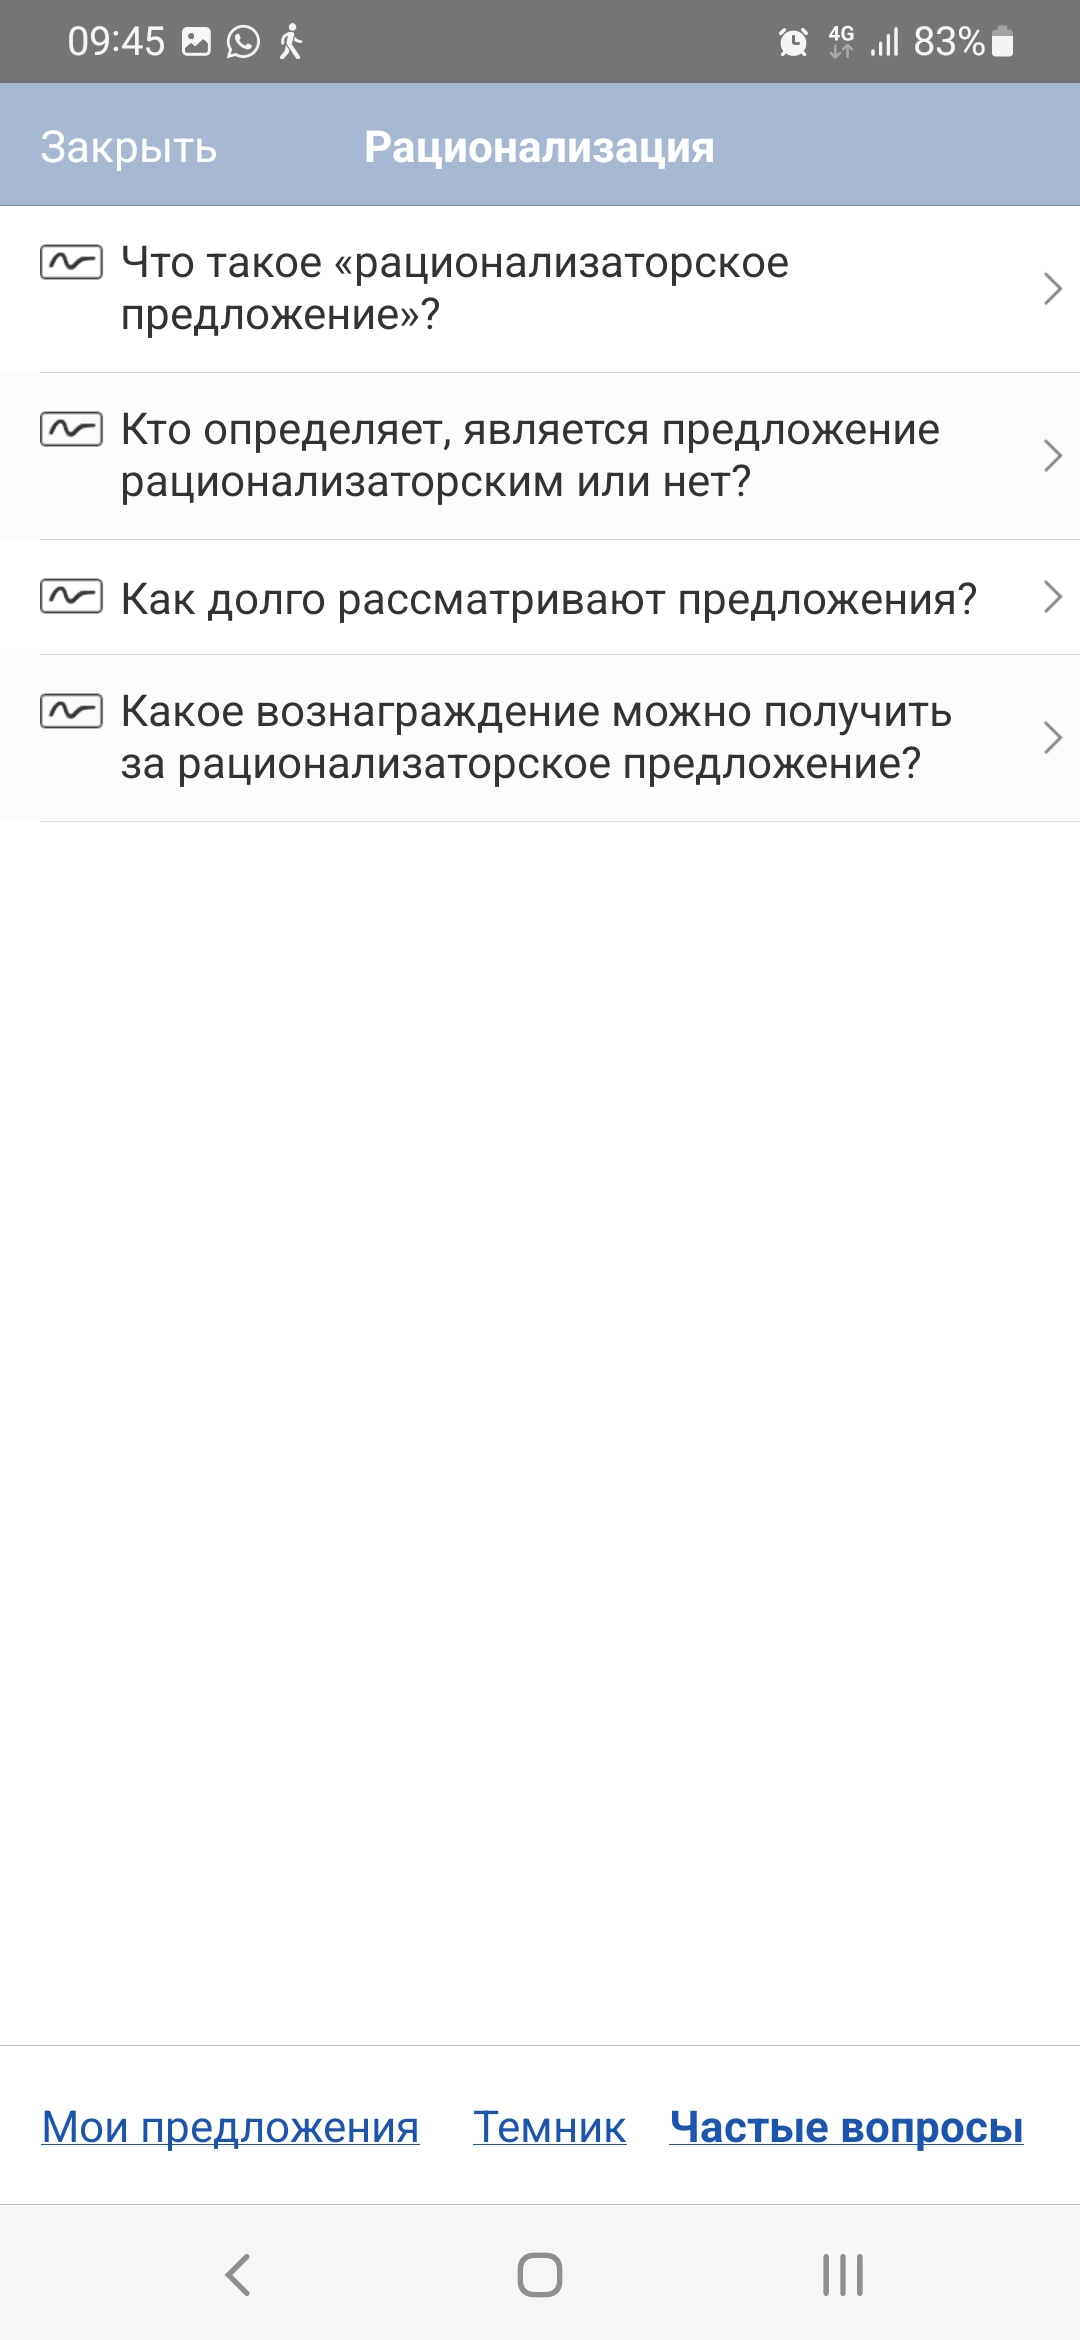 09:45
4G
83%
Закрыть
Рационализация
Что такое «рационализаторское
предложение»?
Кто определяет, является предложение
рационализаторским или нет?
Как долго рассматривают предложения?
Какое вознаграждение можно получить
за рационализаторское предложение?
Мои предложения
Темник
Частые вопросы